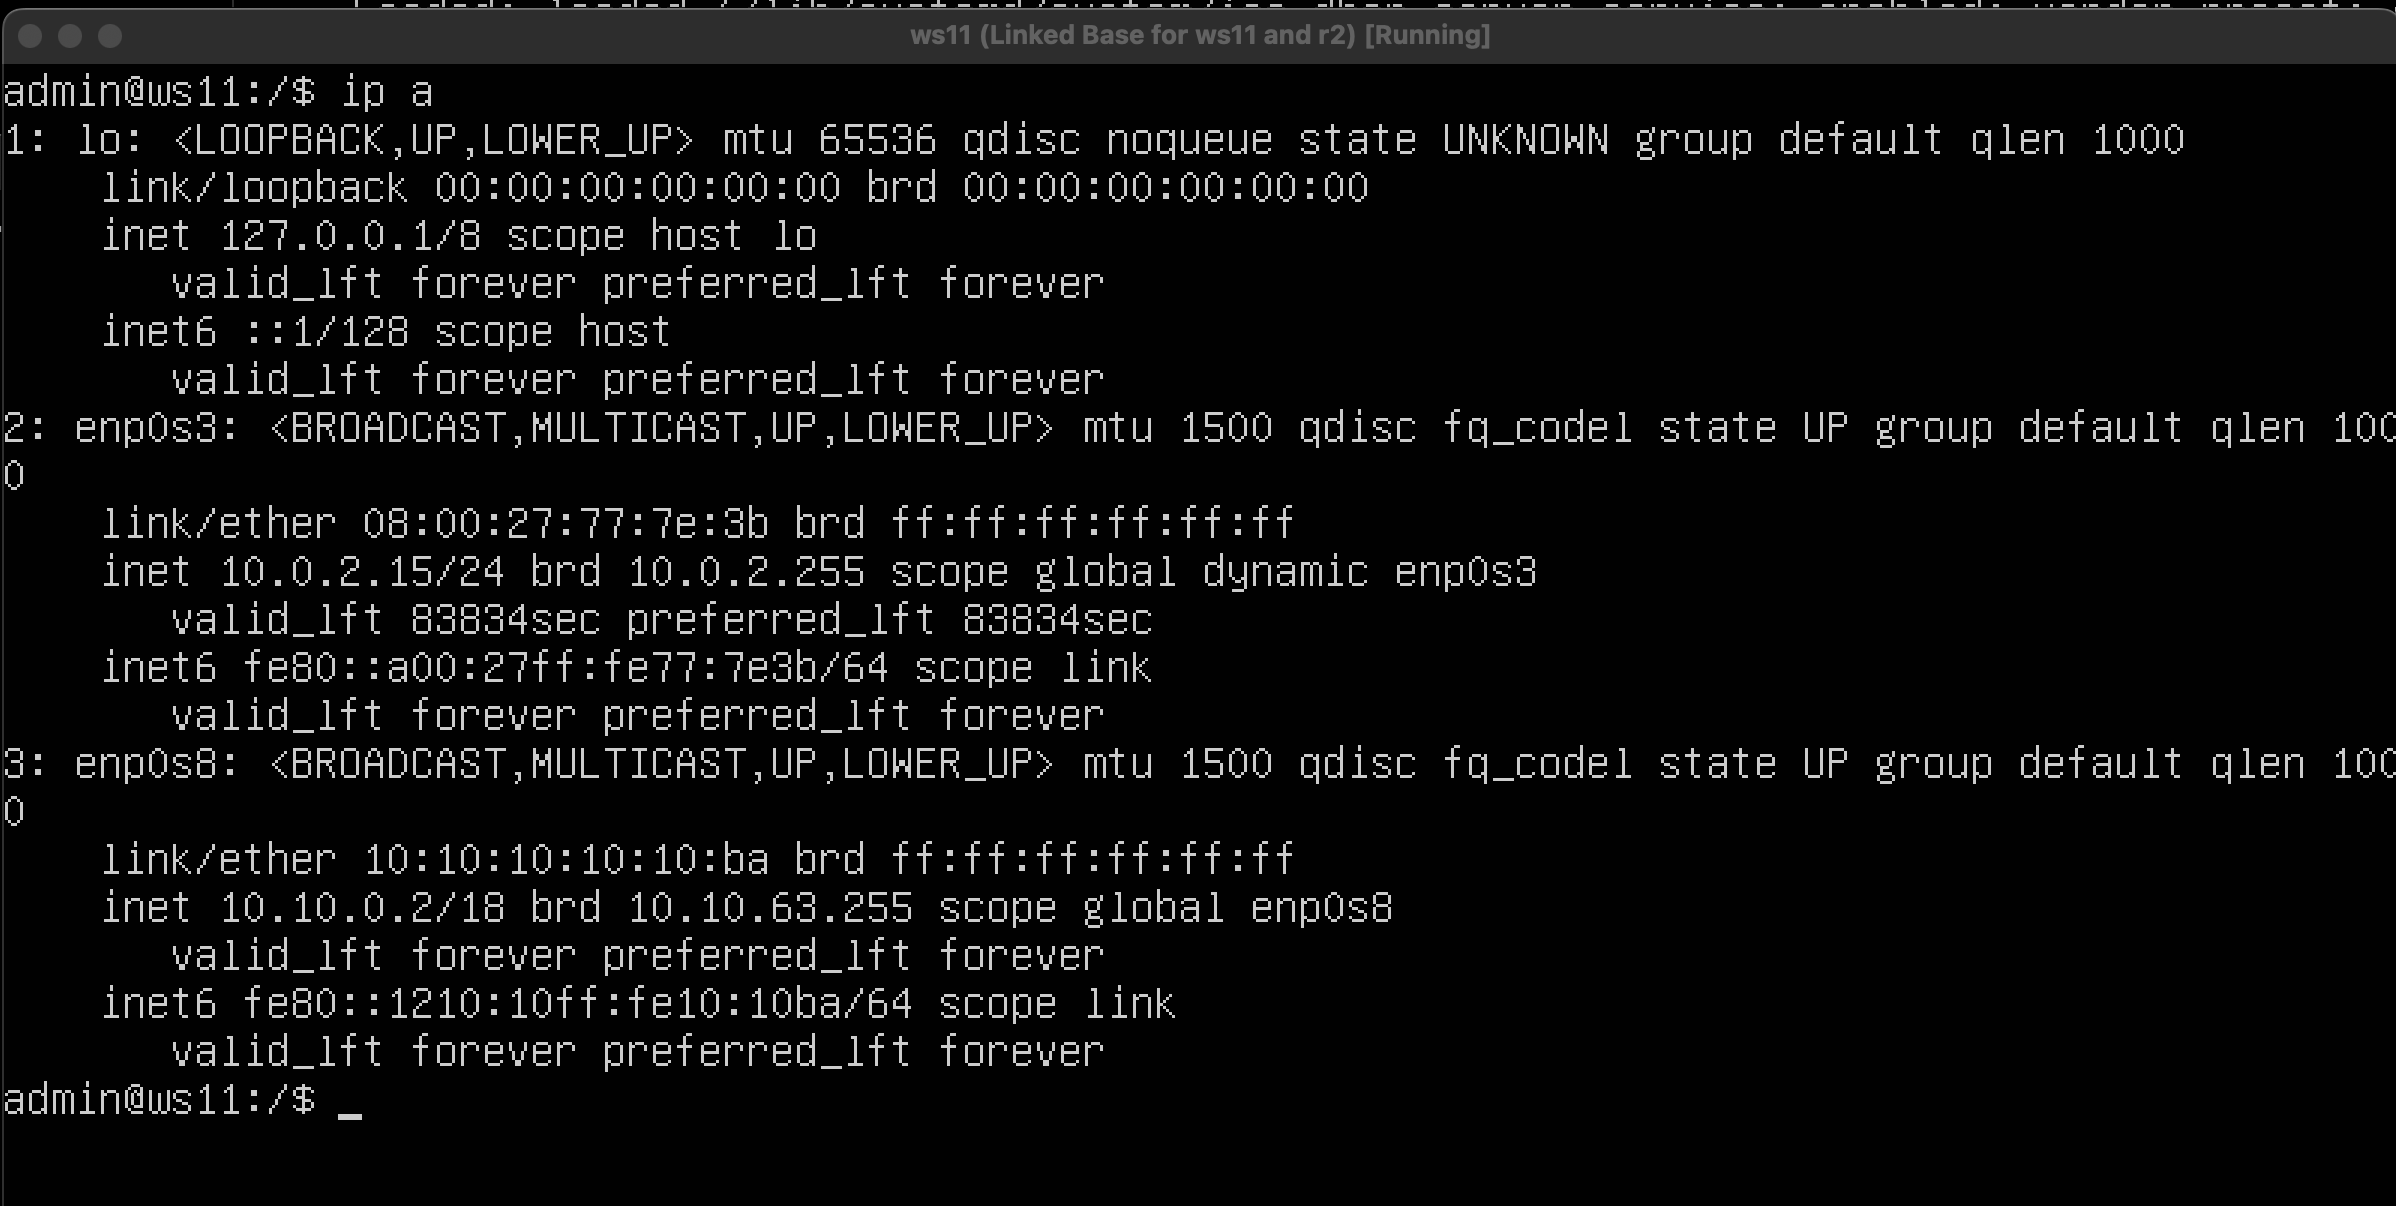 ws11 (Linked Base for ws11 and r2) [Running]
admin@ws11:/$ ip a
1: lo: <LOOPBACK,UP,LOWER_UP> mtu 65536 qdisc noqueue state UNKNOWN group default qlen 1000
    link/loopback 00:00:00:00:00:00 brd 00:00:00:00:00:00
    inet 127.0.0.1/8 scope host lo
       valid_lft forever preferred_lft forever
    inet6 ::1/128 scope host
       valid_lft forever preferred_lft forever
2: enp0s3: <BROADCAST,MULTICAST,UP,LOWER_UP> mtu 1500 qdisc fq_codel state UP group default qlen 100
0
    link/ether 08:00:27:77:7e:3b brd ff:ff:ff:ff:ff:ff
    inet 10.0.2.15/24 brd 10.0.2.255 scope global dynamic enp0s3
       valid_lft 83834sec preferred_lft 83834sec
    inet6 fe80::a00:27ff:fe77:7e3b/64 scope link
       valid_lft forever preferred_lft forever
3: enp0s8: <BROADCAST,MULTICAST,UP,LOWER_UP> mtu 1500 qdisc fq_codel state UP group default qlen 100
0
    link/ether 10:10:10:10:10:ba brd ff:ff:ff:ff:ff:ff
    inet 10.10.0.2/18 brd 10.10.63.255 scope global enp0s8
       valid_lft forever preferred_lft forever
    inet6 fe80::1210:10ff:fe10:10ba/64 scope link
       valid_lft forever preferred_lft forever
admin@ws11:/$ _